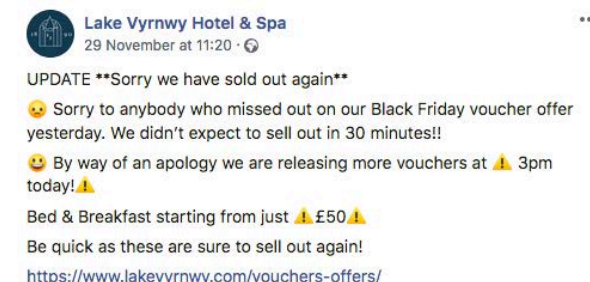 Lake Vyrnwy Hotel & Spa
29 November at 11:20 ·
UPDATE **Sorry we have sold out again**
😦 Sorry to anybody who missed out on our Black Friday voucher offer
yesterday. We didn't expect to sell out in 30 minutes!!
😀 By way of an apology we are releasing more vouchers at ⚠️ 3pm
today!⚠️
Bed & Breakfast starting from just ⚠️£50⚠️
Be quick as these are sure to sell out again!
https://www.lakevyrnwy.com/vouchers-offers/